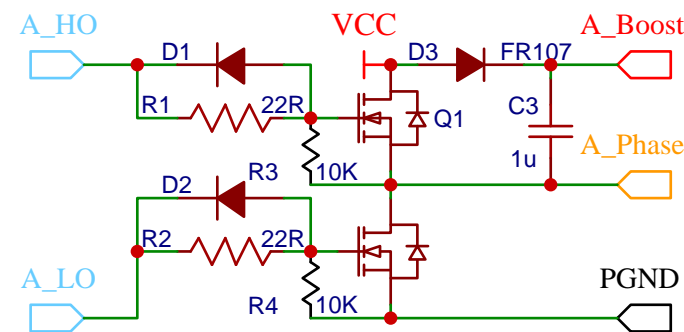 A_HO
D1
VCC
D3
FR107
A_Boost
R1
22R
Q1
C3
1u
A_Phase
R3
10K
D2
R2
22R
A_LO
R4
10K
PGND